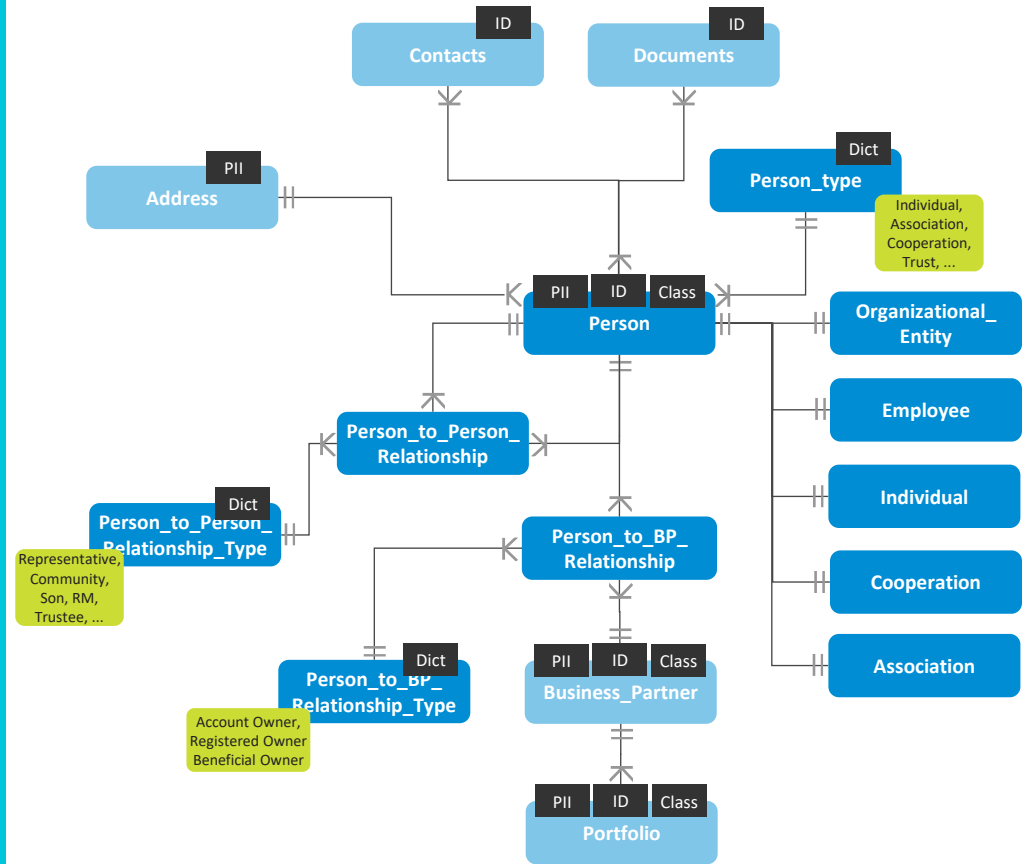 ID
Contacts
ID
Documents
PII
Address
Dict
Person_type
Individual,
Association,
Cooperation,
Trust, ...
PII
ID
Class
Person
Organizational_
Entity
Employee
Person_to_Person_
Relationship
Individual
Dict
Person_to_Person_
Relationship_Type
Representative,
Community,
Son, RM,
Trustee, ...
Person_to_BP_
Relationship
Cooperation
Dict
Person_to_BP_
Relationship_Type
Account Owner,
Registered Owner
Beneficial Owner
PII
ID
Class
Business_Partner
Association
PII
ID
Class
Portfolio